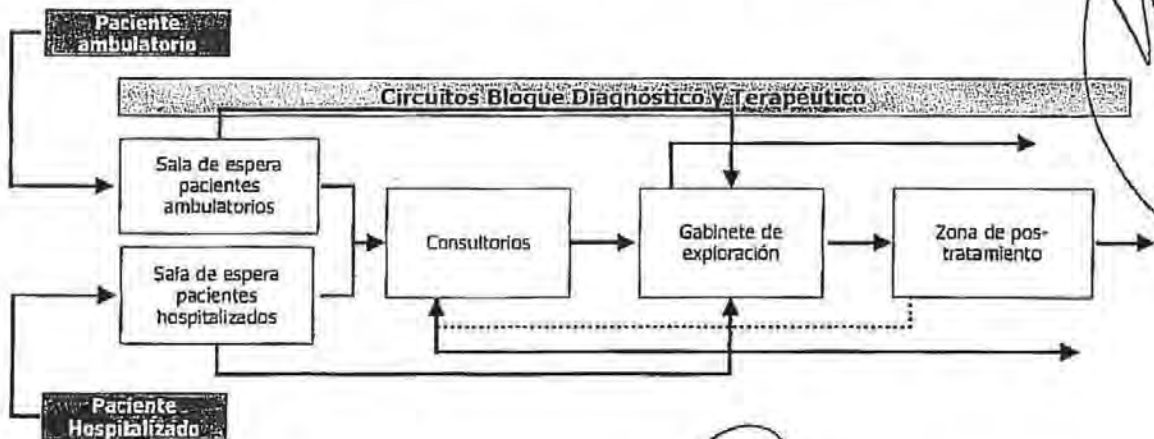 Paciente
ambulatorio
Circuitos Bloque Diagnóstico y Terapéutico
Sala de espera
pacientes
ambulatorios
Consultorios
Gabinete de
exploración
Zona de pos-
tratamiento
Sala de espera
pacientes
hospitalizados
Paciente
Hospitalizado